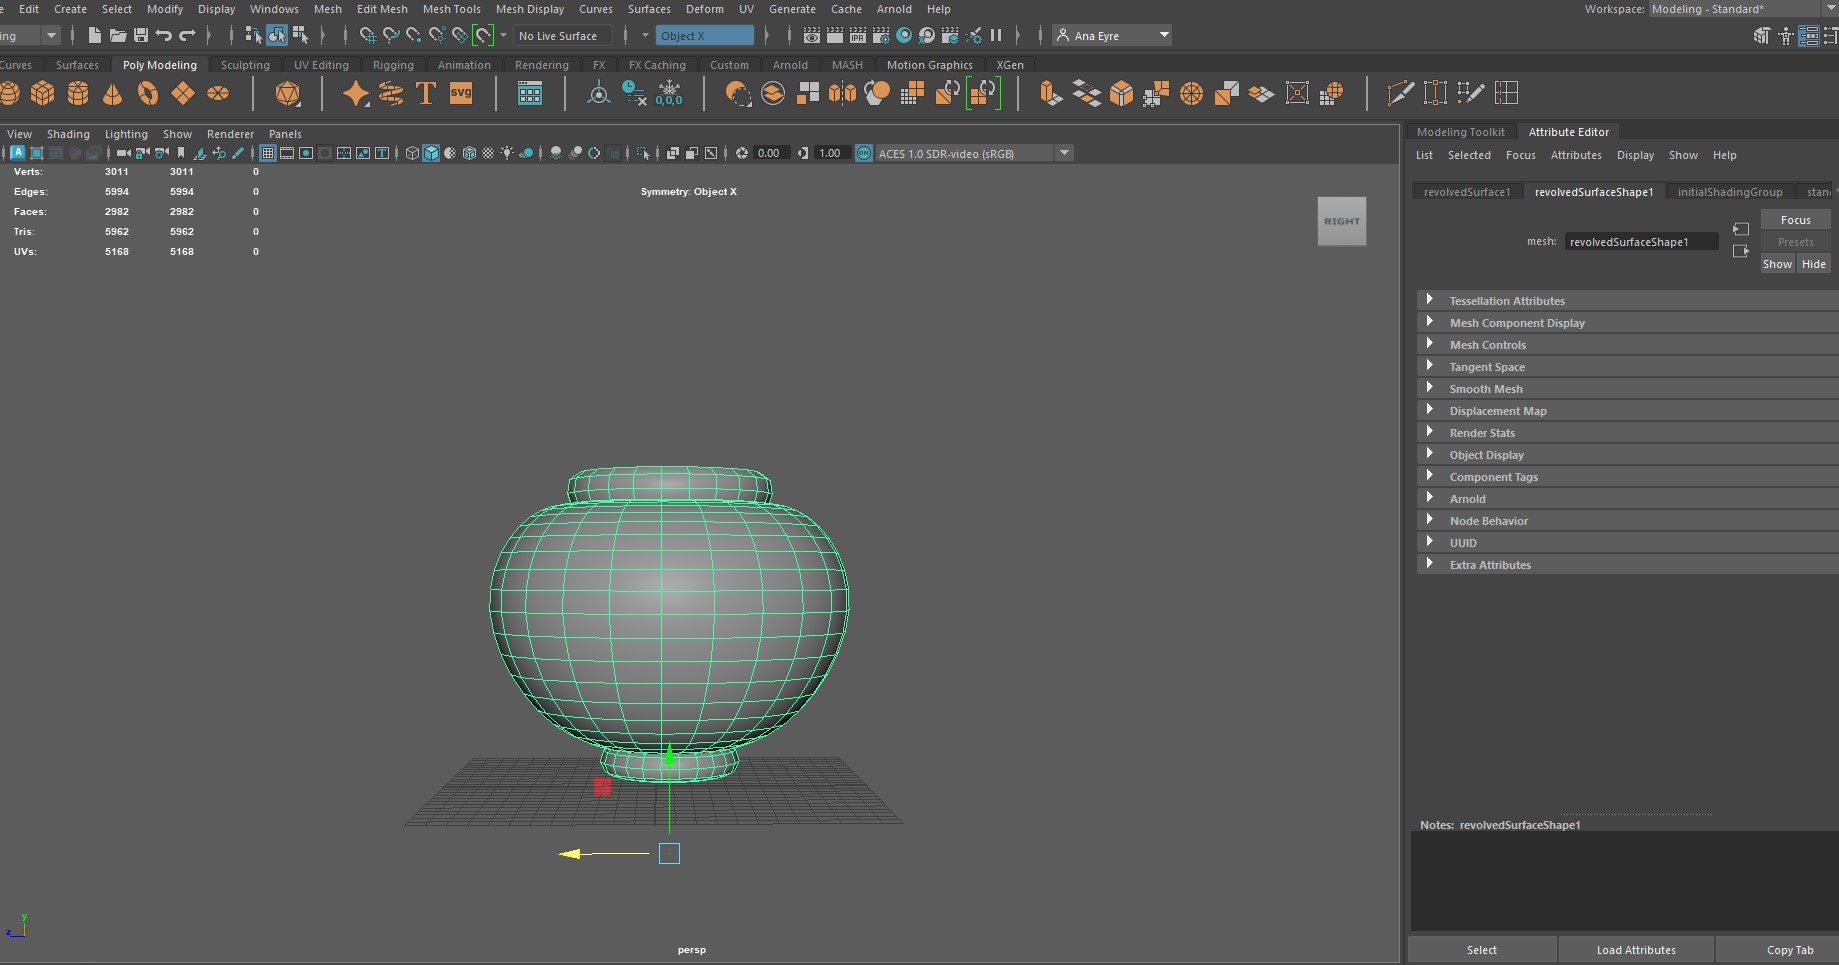 Edit Create Select Modify Display Windows Mesh Edit Mesh Mesh Tools Mesh Display Curves Surfaces Deform UV Generate Cache Arnold Help Workspace: Modeling - Standard*
ing No Live Surface Object X IPR Ana Eyre
Curves Surfaces Poly Modeling Sculpting UV Editing Rigging Animation Rendering FX FX Caching Custom Arnold MASH Motion Graphics XGen
T SVG 0,0,0
View Shading Lighting Show Renderer Panels
0.00 1.00 ON ACES 1.0 SDR-video (sRGB)
Verts: 3011 3011 0
Edges: 5994 5994 0
Faces: 2982 2982 0
Tris: 5962 5962 0
UVs: 5168 5168 0
Symmetry: Object X
RIGHT
y
z
persp
Modeling Toolkit Attribute Editor
List Selected Focus Attributes Display Show Help
revolvedSurface1 revolvedSurfaceShape1 initialShadingGroup stan
mesh: revolvedSurfaceShape1
Focus
Presets
Show Hide
Tessellation Attributes
Mesh Component Display
Mesh Controls
Tangent Space
Smooth Mesh
Displacement Map
Render Stats
Object Display
Component Tags
Arnold
Node Behavior
UUID
Extra Attributes
Notes: revolvedSurfaceShape1
Select Load Attributes Copy Tab